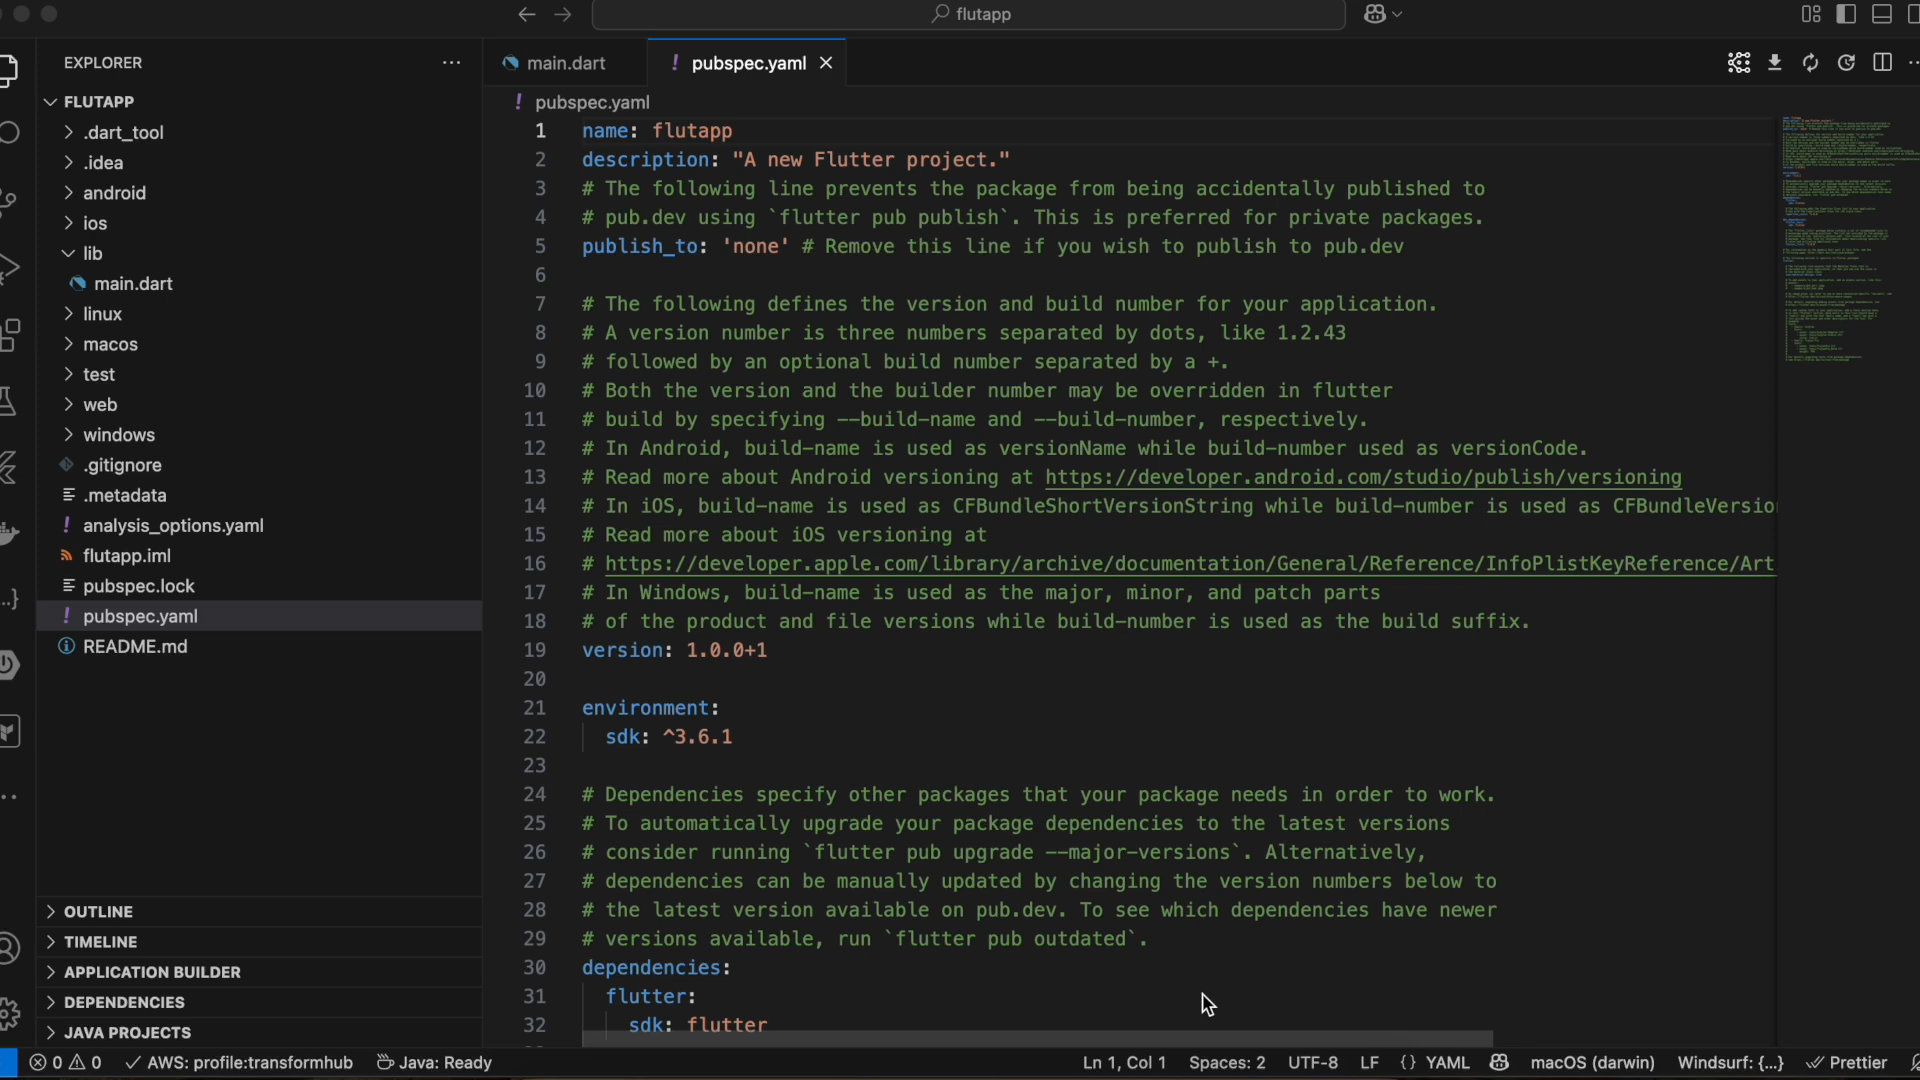 flutapp
EXPLORER
main.dart
pubspec.yaml
FLUTAPP
.dart_tool
.idea
android
ios
lib
main.dart
linux
macos
test
web
windows
.gitignore
.metadata
analysis_options.yaml
flutapp.iml
pubspec.lock
pubspec.yaml
README.md
OUTLINE
TIMELINE
APPLICATION BUILDER
DEPENDENCIES
JAVA PROJECTS
pubspec.yaml
1 name: flutapp
2 description: "A new Flutter project."
3 # The following line prevents the package from being accidentally published to
4 # pub.dev using `flutter pub publish`. This is preferred for private packages.
5 publish_to: 'none' # Remove this line if you wish to publish to pub.dev
6
7 # The following defines the version and build number for your application.
8 # A version number is three numbers separated by dots, like 1.2.43
9 # followed by an optional build number separated by a +.
10 # Both the version and the builder number may be overridden in flutter
11 # build by specifying --build-name and --build-number, respectively.
12 # In Android, build-name is used as versionName while build-number used as versionCode.
13 # Read more about Android versioning at https://developer.android.com/studio/publish/versioning
14 # In iOS, build-name is used as CFBundleShortVersionString while build-number is used as CFBundleVersio
15 # Read more about iOS versioning at
16 # https://developer.apple.com/library/archive/documentation/General/Reference/InfoPlistKeyReference/Art
17 # In Windows, build-name is used as the major, minor, and patch parts
18 # of the product and file versions while build-number is used as the build suffix.
19 version: 1.0.0+1
20
21 environment:
22 sdk: ^3.6.1
23
24 # Dependencies specify other packages that your package needs in order to work.
25 # To automatically upgrade your package dependencies to the latest versions
26 # consider running `flutter pub upgrade --major-versions`. Alternatively,
27 # dependencies can be manually updated by changing the version numbers below to
28 # the latest version available on pub.dev. To see which dependencies have newer
29 # versions available, run `flutter pub outdated`.
30 dependencies:
31 flutter:
32 sdk: flutter
0 0 AWS: profile:transformhub Java: Ready Ln 1, Col 1 Spaces: 2 UTF-8 LF {} YAML macOS (darwin) Windsurf: {...} Prettier